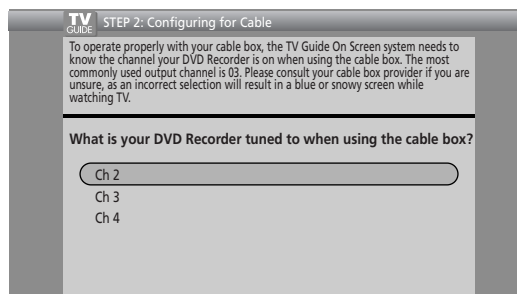 TV
GUIDE
STEP 2: Configuring for Cable
To operate properly with your cable box, the TV Guide On Screen system needs to
know the channel your DVD Recorder is on when using the cable box. The most
commonly used output channel is 03. Please consult your cable box provider if you are
unsure, as an incorrect selection will result in a blue or snowy screen while
watching TV.
What is your DVD Recorder tuned to when using the cable box?
Ch 2
Ch 3
Ch 4